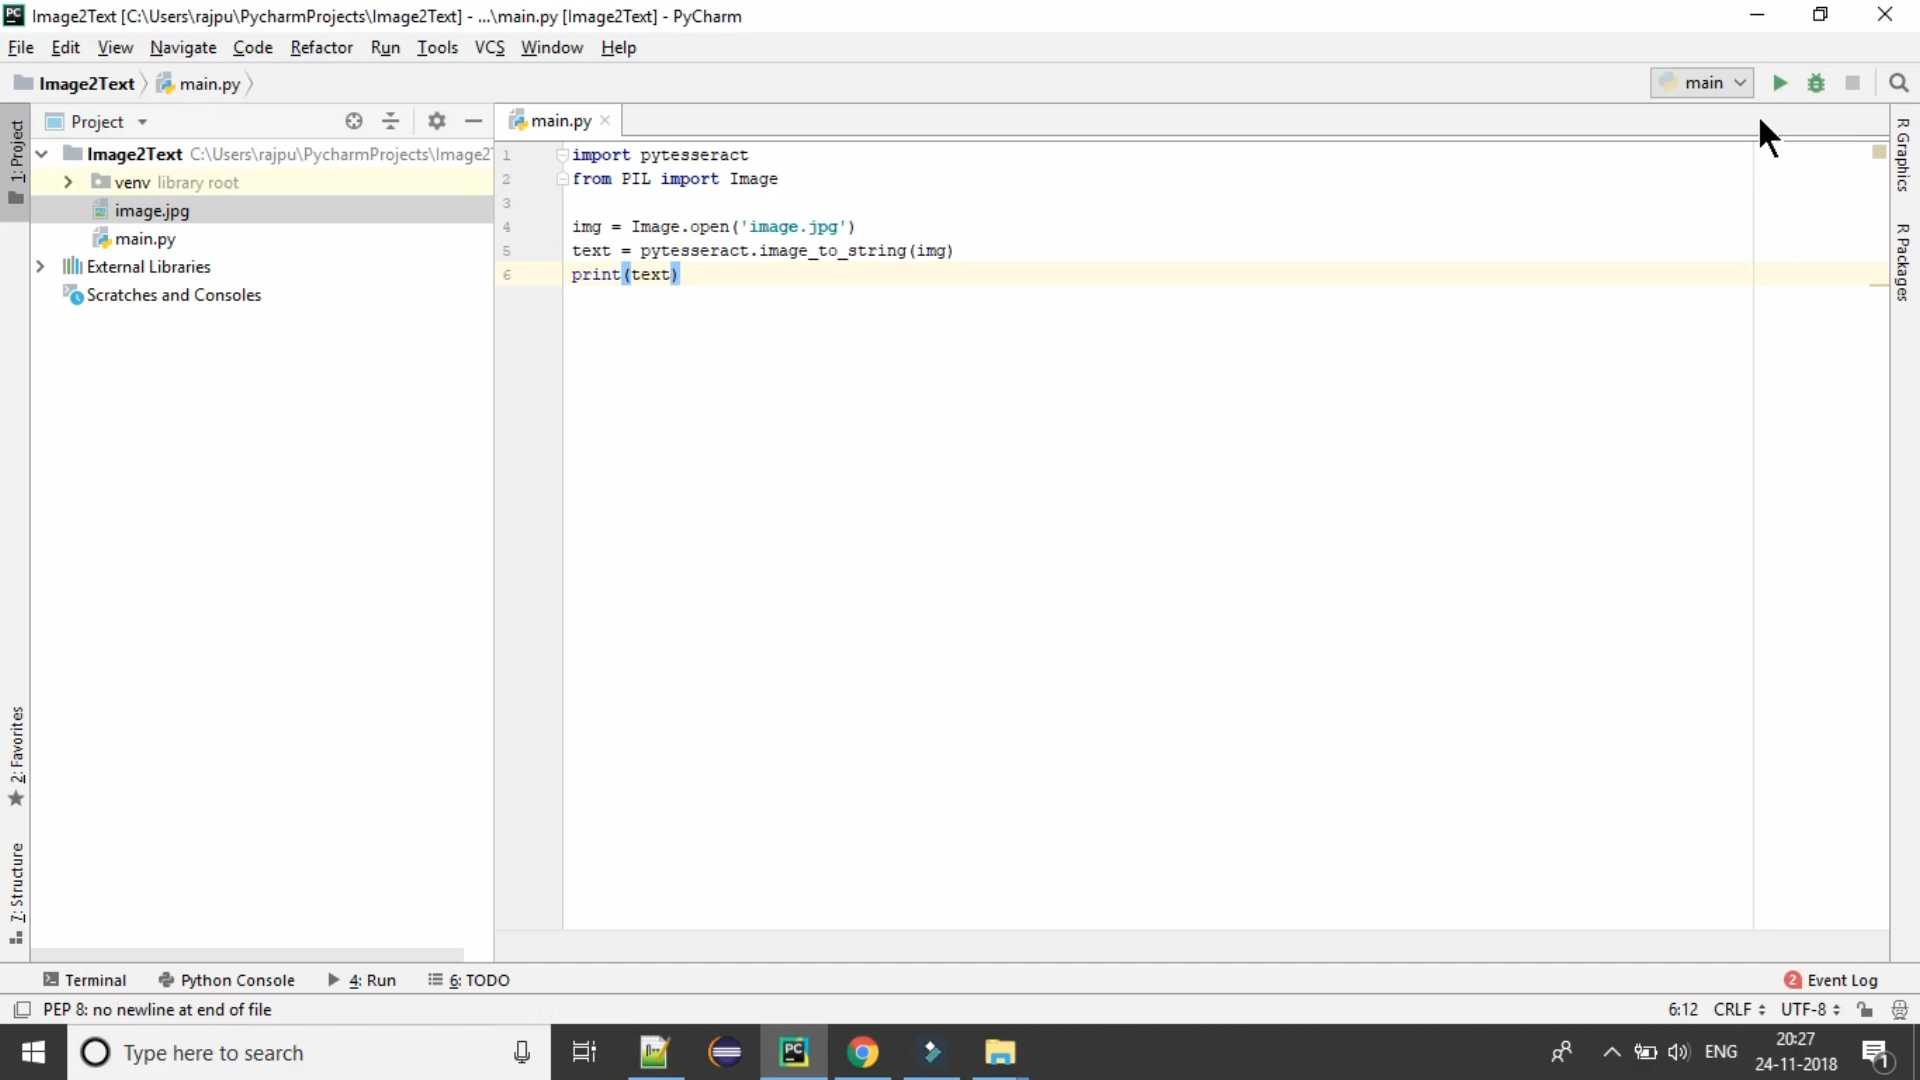 PC Image2Text [C:\Users\rajpu\PycharmProjects\Image2Text] - ...\main.py [Image2Text] - PyCharm
File Edit View Navigate Code Refactor Run Tools VCS Window Help
Image2Text main.py main
1: Project
Project
main.py
R Graphics
R Packages
Image2Text C:\Users\rajpu\PycharmProjects\Image2
venv library root
image.jpg
main.py
External Libraries
Scratches and Consoles
1 import pytesseract
2 from PIL import Image
3
4 img = Image.open('image.jpg')
5 text = pytesseract.image_to_string(img)
6 print(text)
2: Favorites
7: Structure
Terminal Python Console 4: Run 6: TODO 2 Event Log
PEP 8: no newline at end of file 6:12 CRLF UTF-8
Type here to search PC ENG 20:27
24-11-2018 1